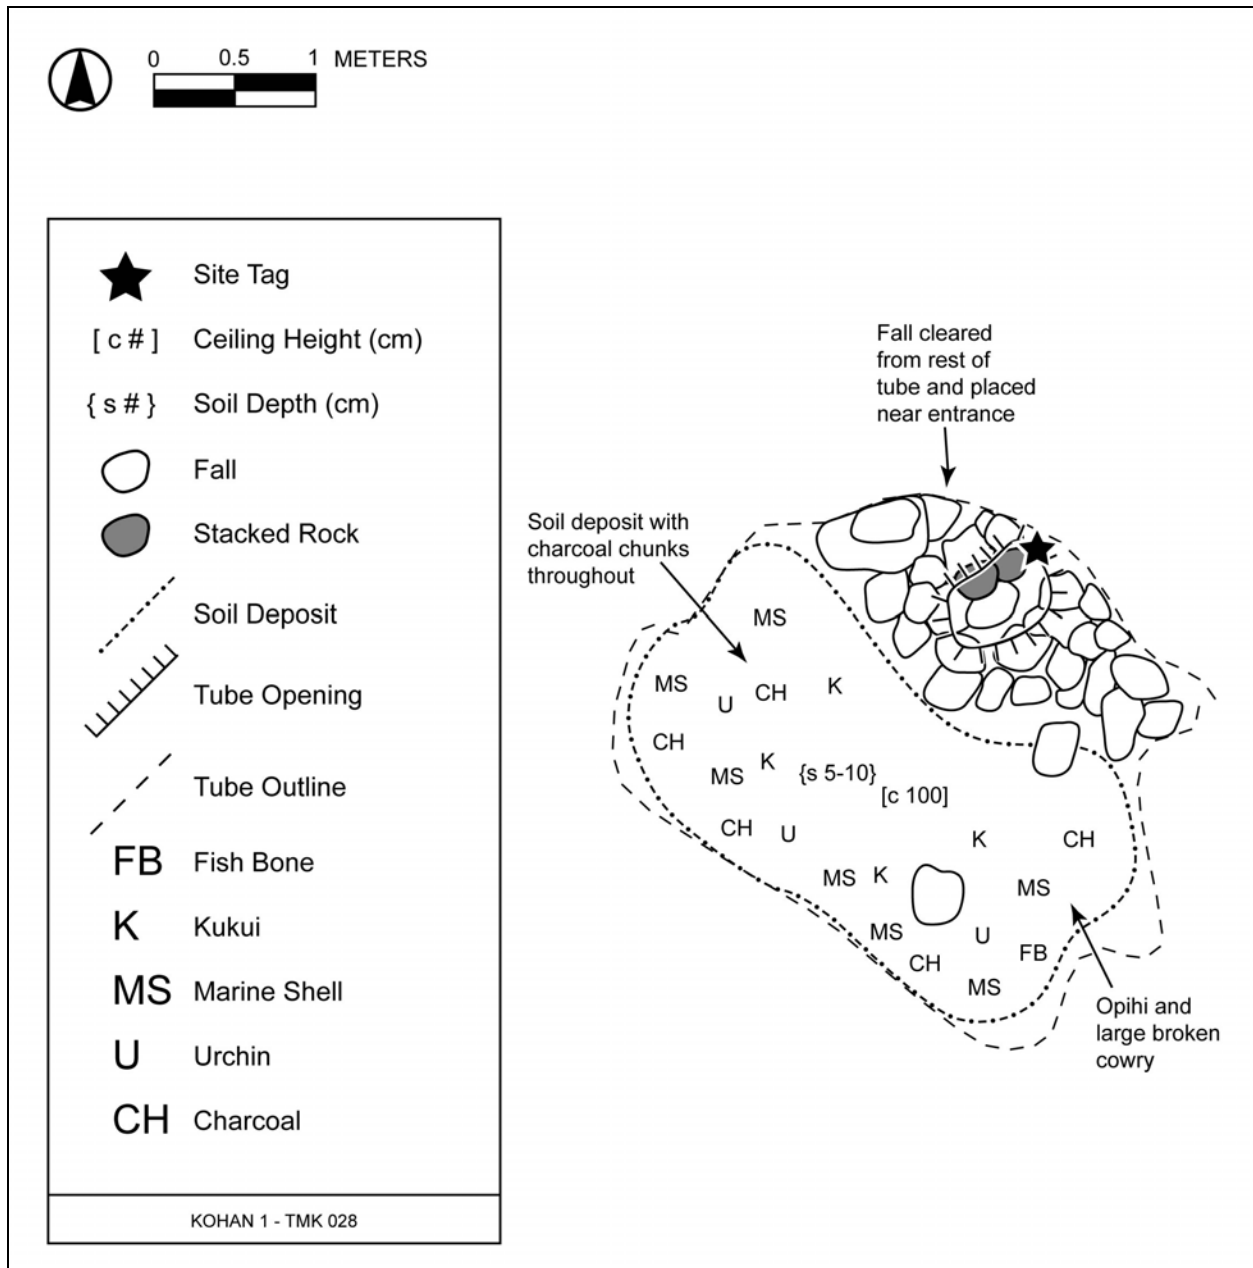 0 0.5 1 METERS
Site Tag
[ c # ] Ceiling Height (cm)
{ s # } Soil Depth (cm)
Fall
Stacked Rock
Soil Deposit
Tube Opening
Tube Outline
FB Fish Bone
K Kukui
MS Marine Shell
U Urchin
CH Charcoal
KOHAN 1 - TMK 028
Fall cleared
from rest of
tube and placed
near entrance
Soil deposit with
charcoal chunks
throughout
MS
MS U CH K
CH
MS K {s 5-10}
[c 100]
CH U K CH
MS K MS
MS U
CH FB
MS
Opihi and
large broken
cowry